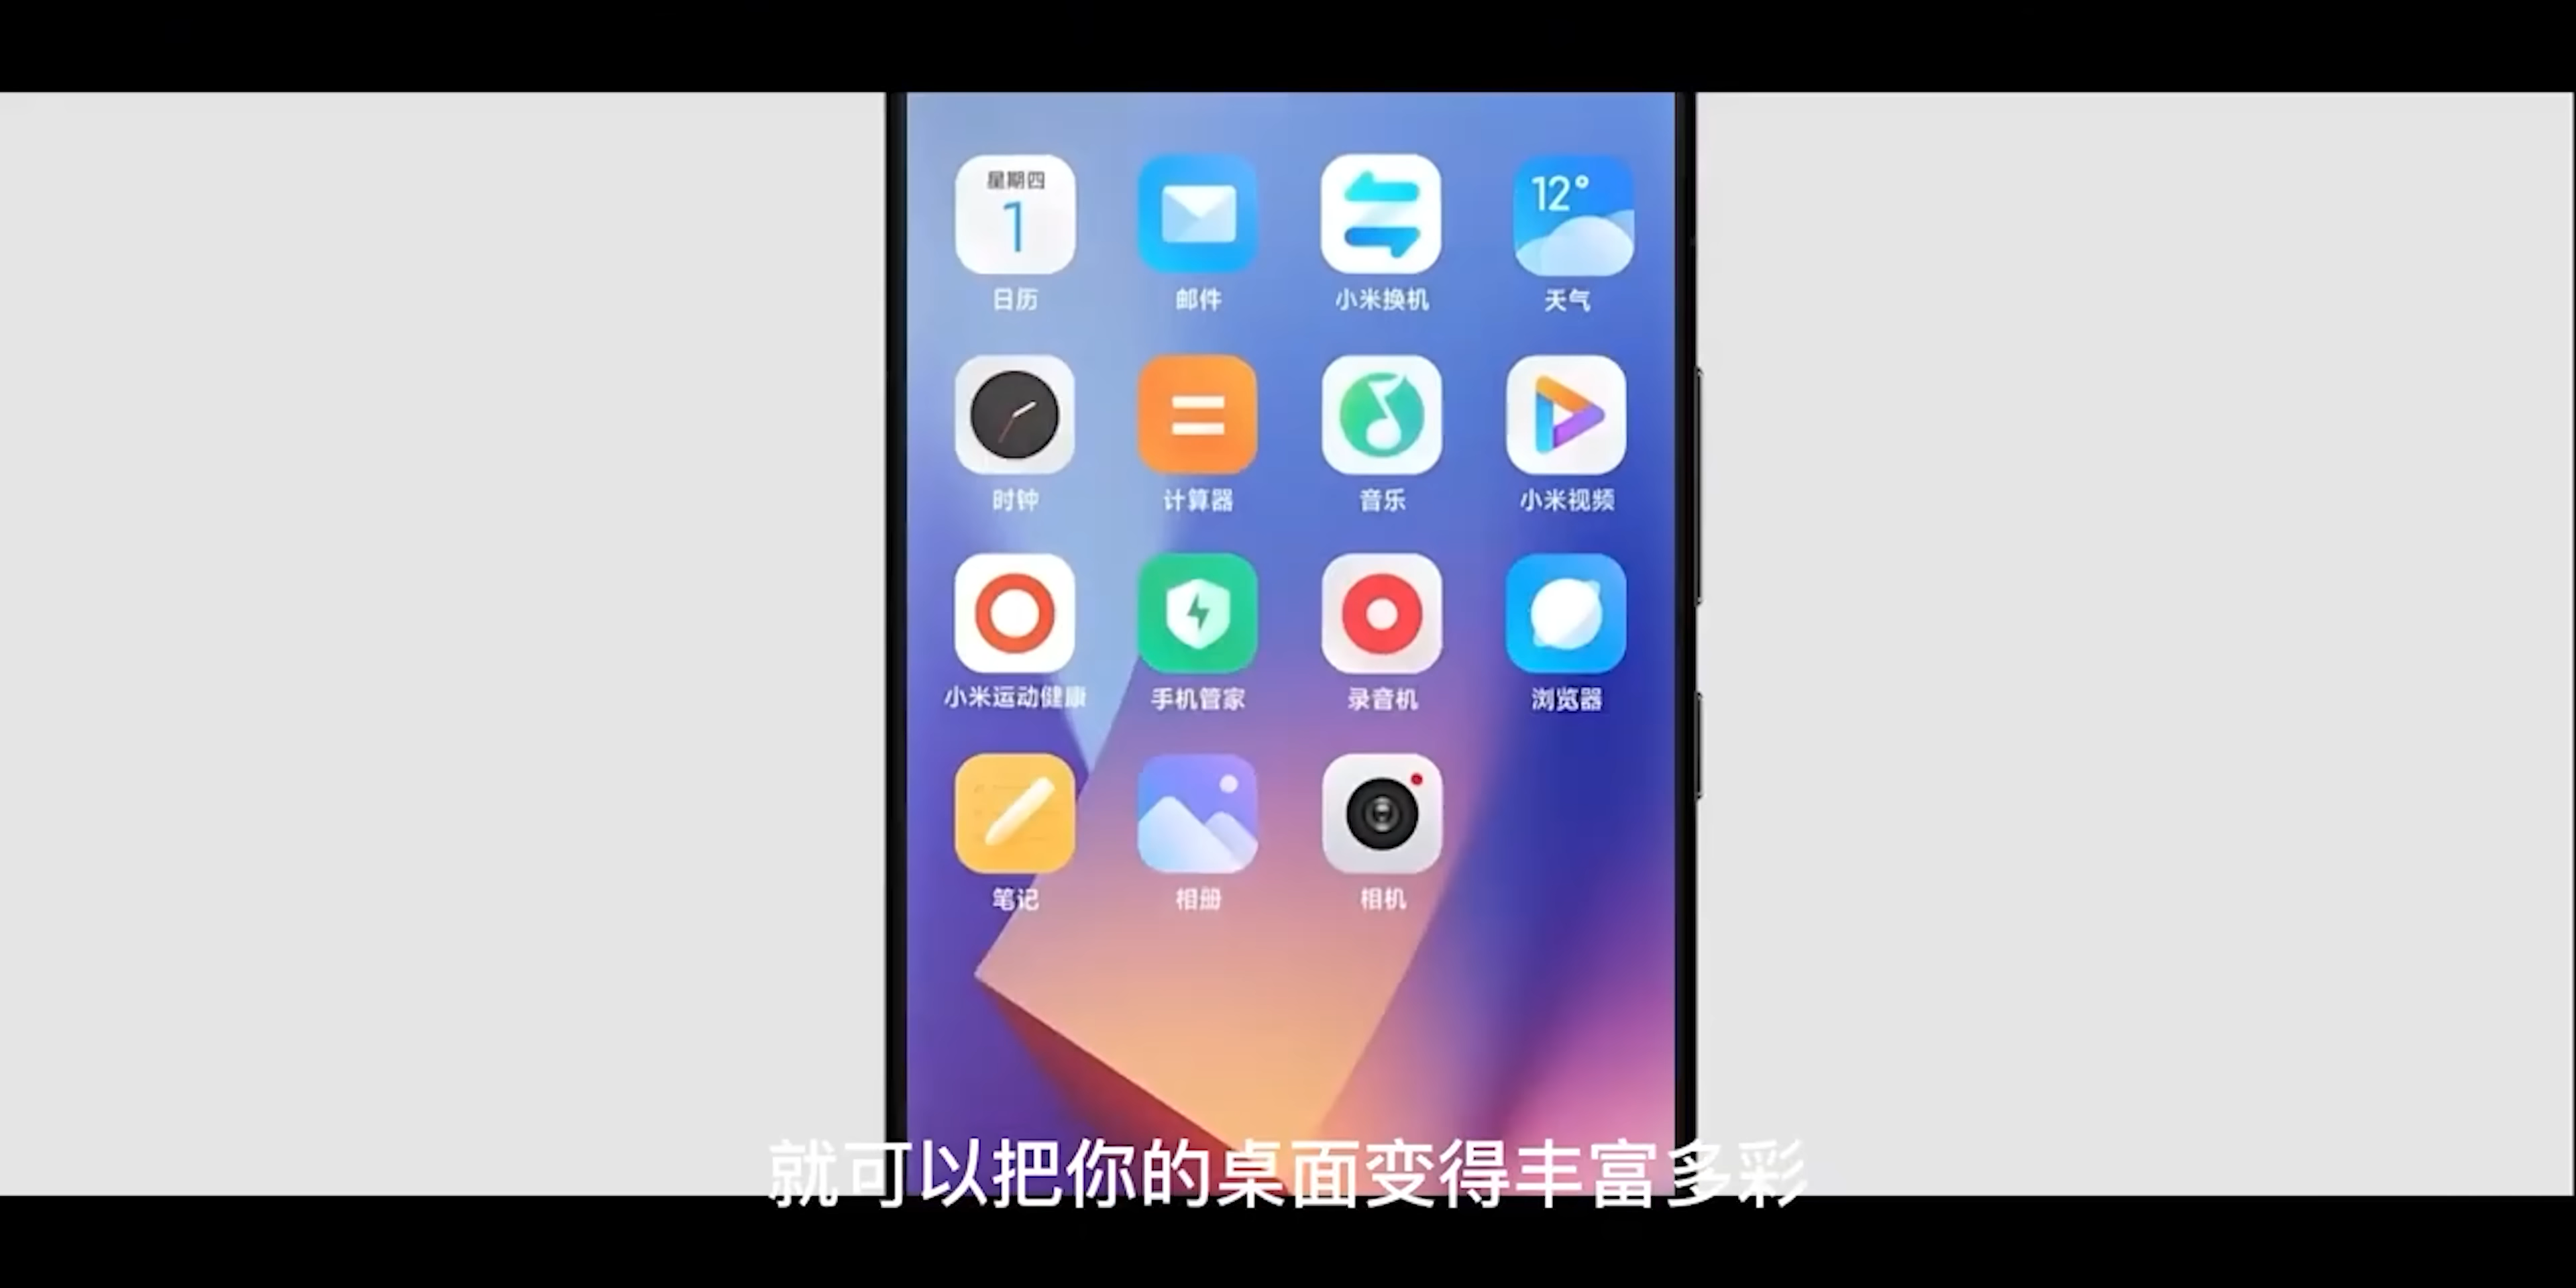 星期四
1
12°
日历 邮件 小米换机 天气
时钟 计算器 音乐 小米视频
小米运动健康 手机管家 录音机 浏览器
笔记 相册 相机
就可以把你的桌面变得丰富多彩